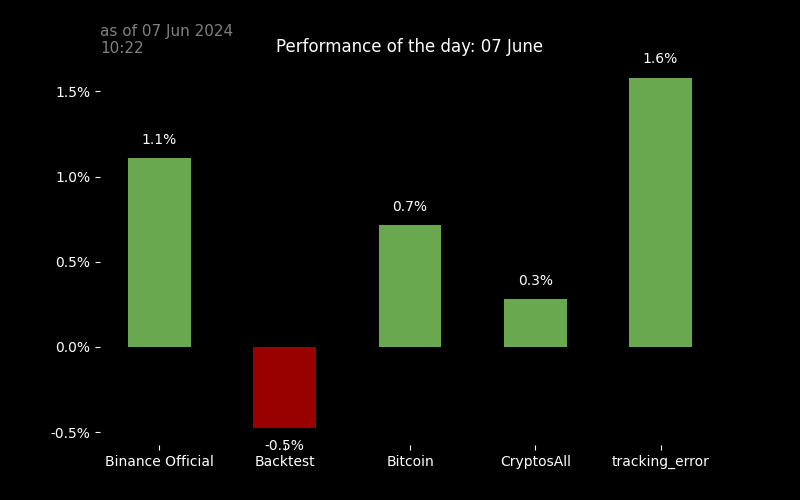 as of 07 Jun 2024
10:22
Performance of the day: 07 June
1.6%
1.5%
1.1%
1.0%
0.7%
0.5%
0.3%
0.0%
-0.5%
-0.5%
Binance Official
Backtest
Bitcoin
CryptosAll
tracking_error